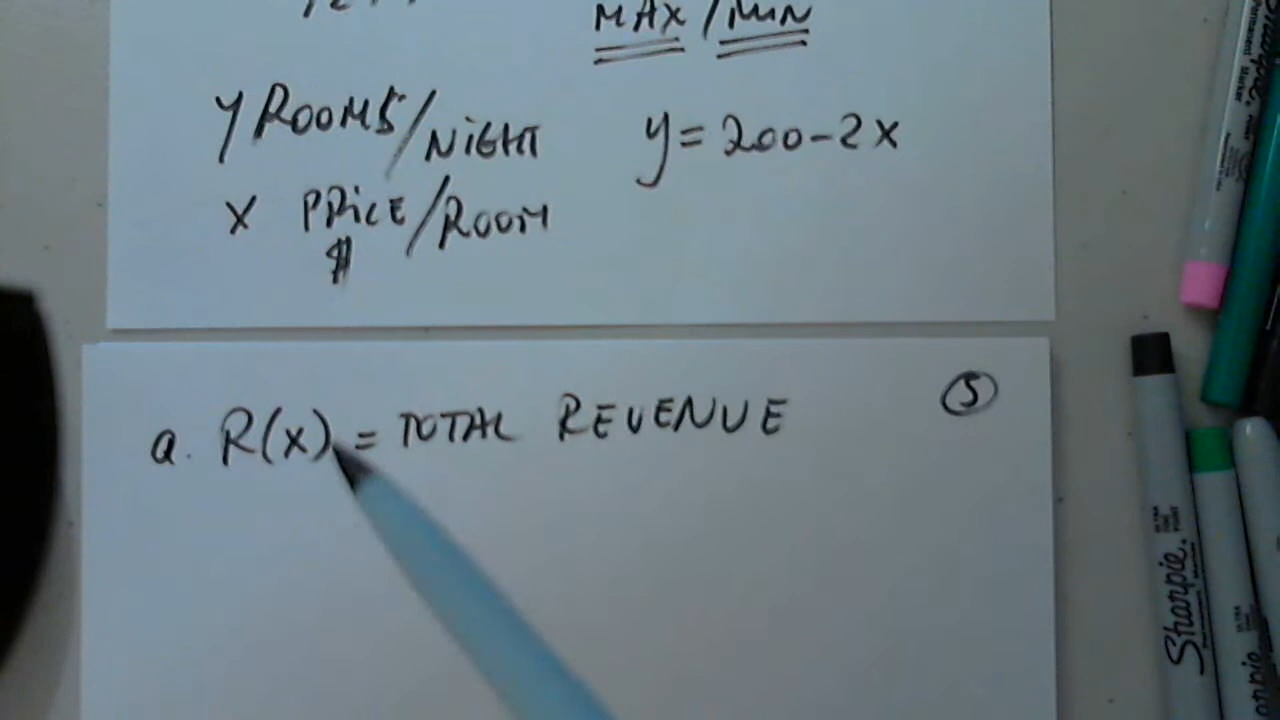 MAX / MIN
y ROOMS/NIGHT y = 200 - 2x
x PRICE/ROOM
$
a. R(x) = TOTAL REVENUE 5
Sharpie.